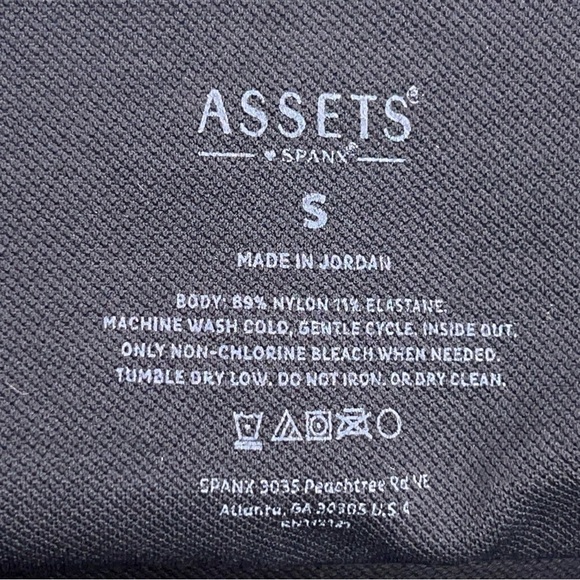 ASSETS®
♥ SPANX®
S
MADE IN JORDAN
BODY: 89% NYLON 11% ELASTANE.
MACHINE WASH COLD, GENTLE CYCLE. INSIDE OUT.
ONLY NON-CHLORINE BLEACH WHEN NEEDED.
TUMBLE DRY LOW. DO NOT IRON. OR DRY CLEAN.
SPANX 3035 Peachtree Rd NE
Atlanta, GA 30305 U.S.A